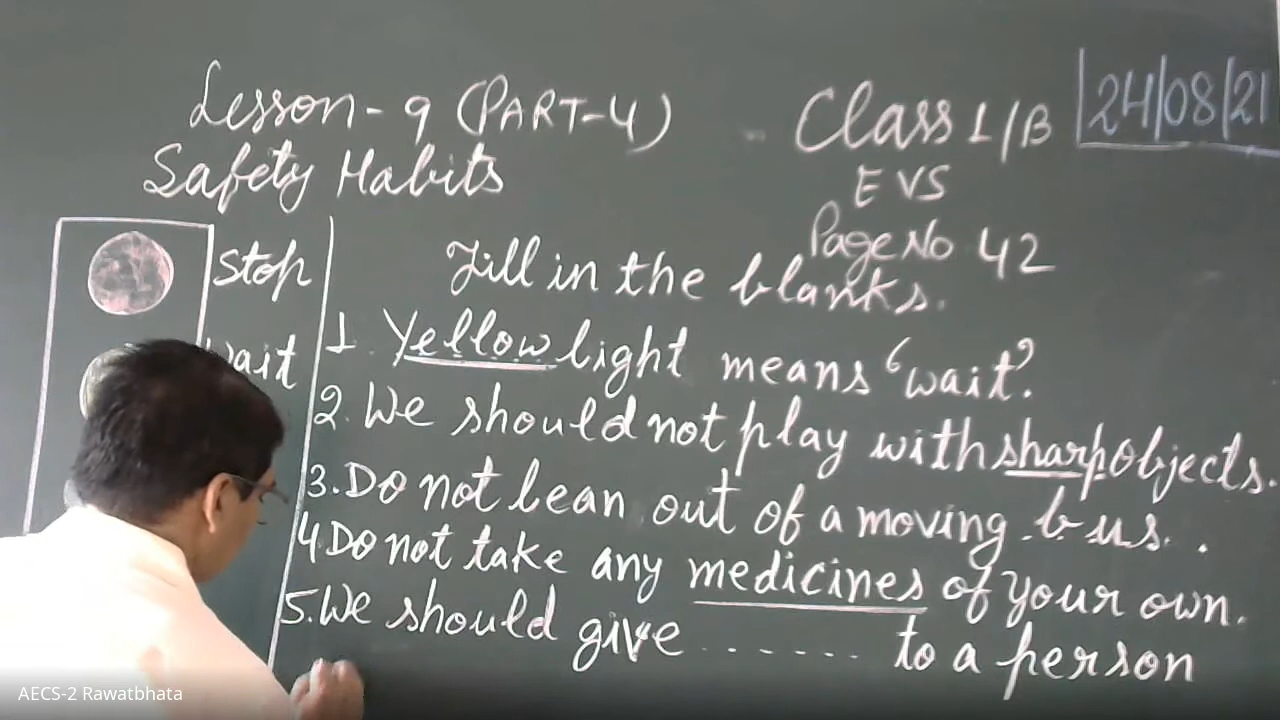 Lesson - 9 (PART-4)
Safety Habits
Class 1/B
EVS
Page No 42
24/08/21
Stop
wait
Fill in the blanks.
1. Yellow light means 'wait'.
2. We should not play with sharp objects.
3. Do not lean out of a moving bus.
4. Do not take any medicines of your own.
5. We should give ....... to a person
AECS-2 Rawatbhata